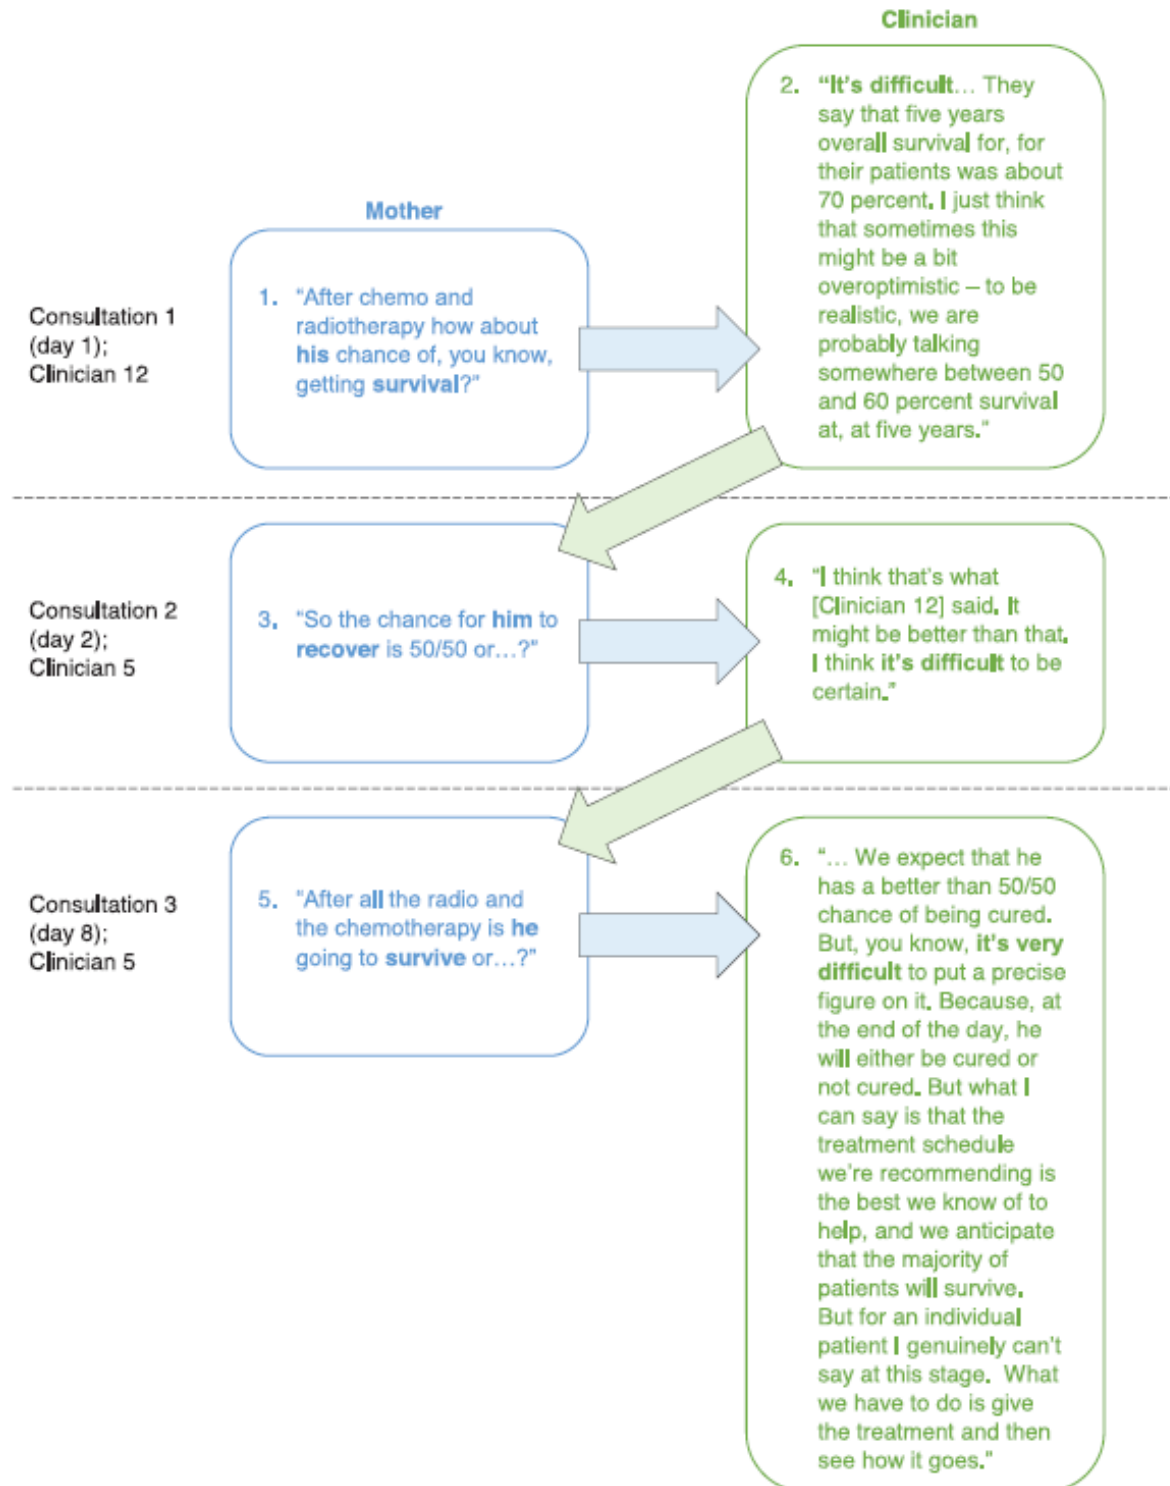 Clinician
2. “It’s difficult… They
say that five years
overall survival for, for
their patients was about
70 percent. I just think
that sometimes this
might be a bit
overoptimistic – to be
realistic, we are
probably talking
somewhere between 50
and 60 percent survival
at, at five years.”
Mother
Consultation 1
(day 1);
Clinician 12
1. “After chemo and
radiotherapy how about
his chance of, you know,
getting survival?”
Consultation 2
(day 2);
Clinician 5
3. “So the chance for him to
recover is 50/50 or…?”
4. “I think that’s what
[Clinician 12] said. It
might be better than that.
I think it’s difficult to be
certain.”
Consultation 3
(day 8);
Clinician 5
5. “After all the radio and
the chemotherapy is he
going to survive or…?”
6. “… We expect that he
has a better than 50/50
chance of being cured.
But, you know, it’s very
difficult to put a precise
figure on it. Because, at
the end of the day, he
will either be cured or
not cured. But what I
can say is that the
treatment schedule
we’re recommending is
the best we know of to
help, and we anticipate
that the majority of
patients will survive.
But for an individual
patient I genuinely can’t
say at this stage. What
we have to do is give
the treatment and then
see how it goes.”